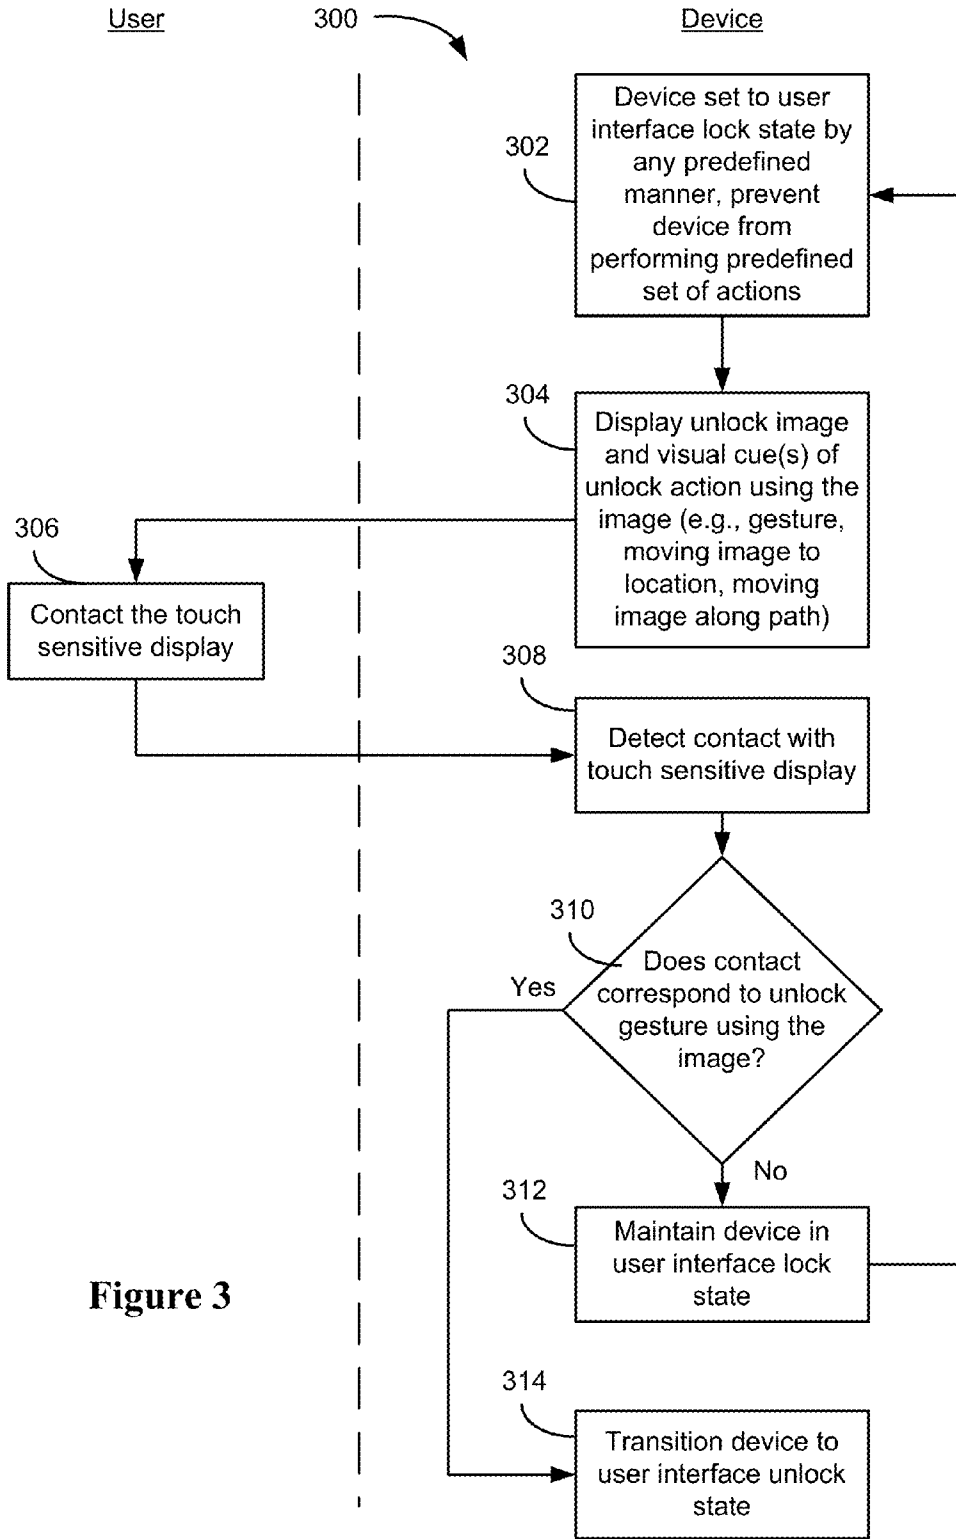 User
300
Device
302
Device set to user
interface lock state by
any predefined
manner, prevent
device from
performing predefined
set of actions
304
Display unlock image
and visual cue(s) of
unlock action using the
image (e.g., gesture,
moving image to
location, moving
image along path)
306
Contact the touch
sensitive display
308
Detect contact with
touch sensitive display
310
Does contact
correspond to unlock
gesture using the
image?
Yes
No
312
Maintain device in
user interface lock
state
Figure 3
314
Transition device to
user interface unlock
state